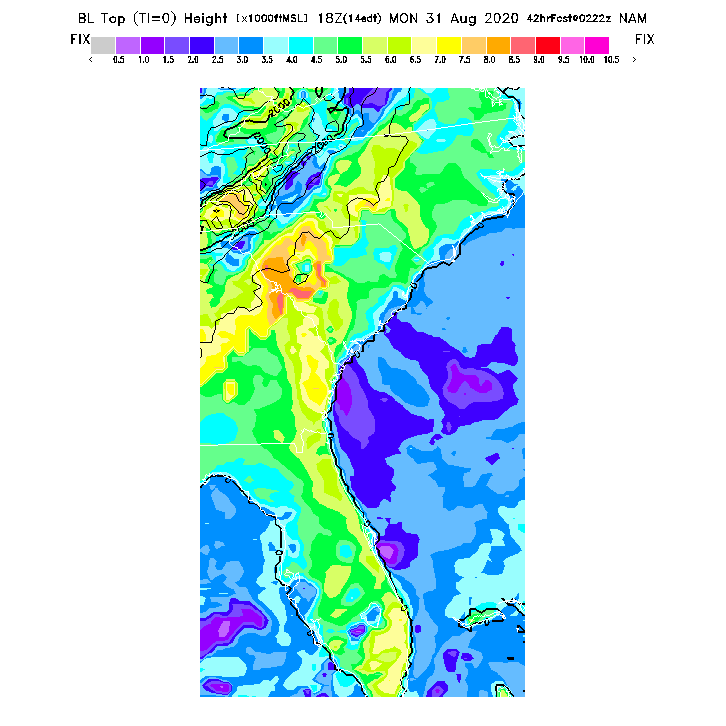 BL Top (TI=0) Height [x1000ftMSL] 18Z(14edt) MON 31 Aug 2020 42hrFcst@0222z NAM
FIX FIX
< 0.5 1.0 1.5 2.0 2.5 3.0 3.5 4.0 4.5 5.0 5.5 6.0 6.5 7.0 7.5 8.0 8.5 9.0 9.5 10.0 10.5 >
2000
2000
2000